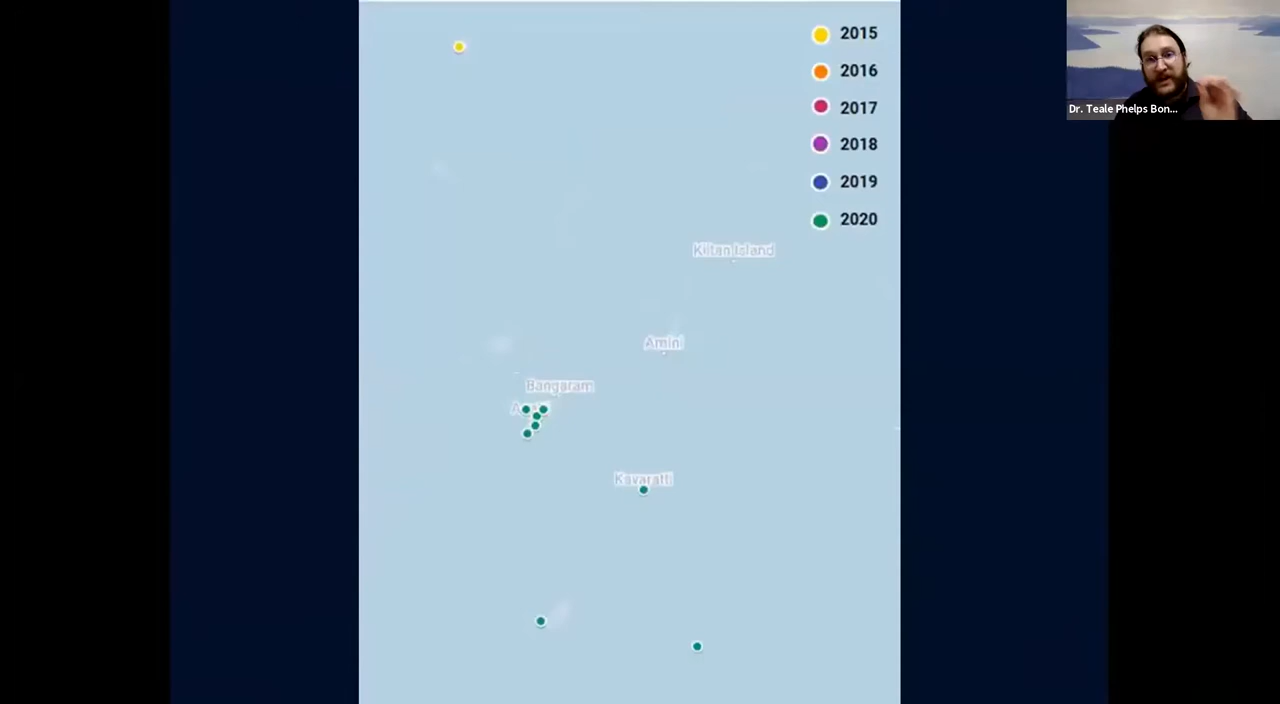 2015
2016
2017
2018
2019
2020
Kiltan Island
Amini
Bangaram
Kavaratti
Dr. Teale Phelps Bon...